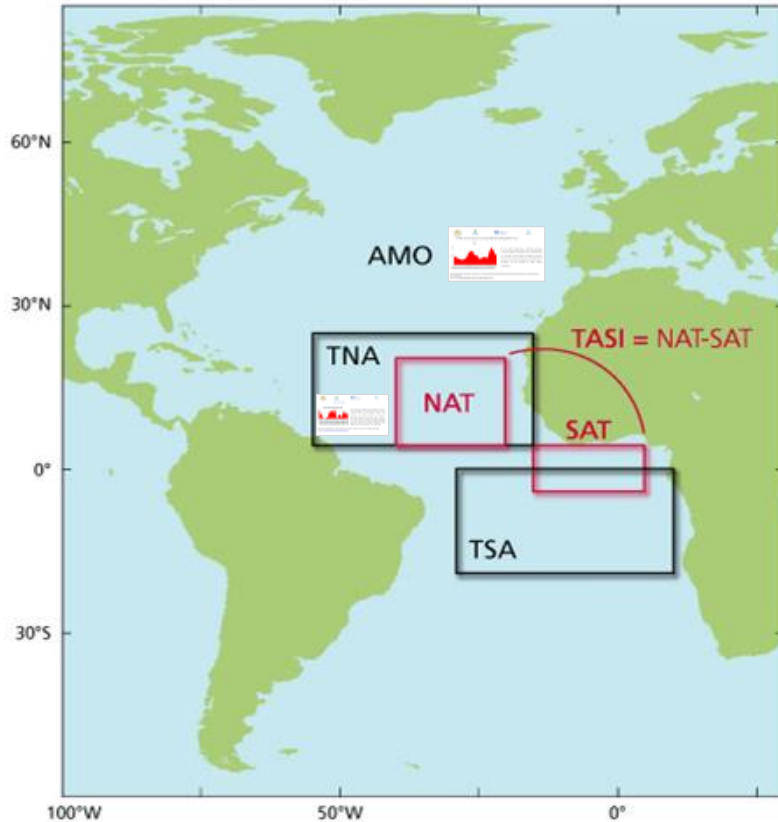 60°N
AMO
30°N
TASI = NAT-SAT
TNA
NAT
SAT
0°
TSA
30°S
100°W
50°W
0°